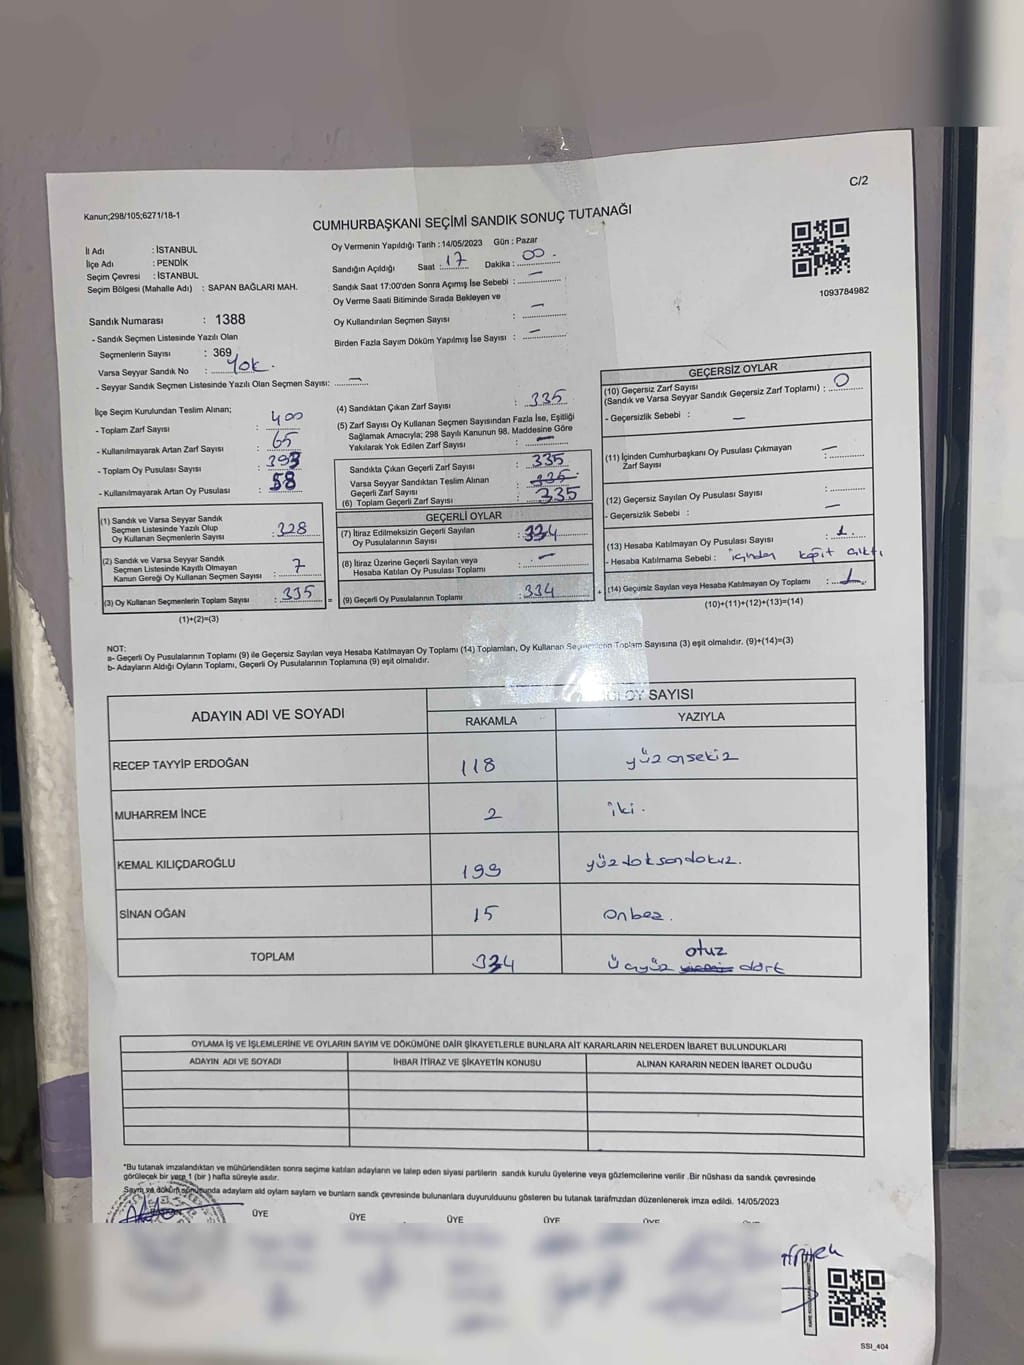 C/2
Kanun;298/105;6271/18-1
CUMHURBAŞKANI SEÇİMİ SANDIK SONUÇ TUTANAĞI
İl Adı : İSTANBUL
İlçe Adı : PENDİK
Seçim Çevresi : İSTANBUL
Seçim Bölgesi (Mahalle Adı) : SAPAN BAĞLARI MAH.
Oy Vermenin Yapıldığı Tarih : 14/05/2023 Gün : Pazar
Sandığın Açıldığı Saat : 17 Dakika : 00.
Sandık Saat 17:00'den Sonra Açımış İse Sebebi : —
Oy Verme Saati Bitiminde Sırada Bekleyen ve
Oy Kullandırılan Seçmen Sayısı : —
Birden Fazla Sayım Döküm Yapılmış İse Sayısı : —
1093784982
Sandık Numarası : 1388
- Sandık Seçmen Listesinde Yazılı Olan
Seçmenlerin Sayısı : 369
Varsa Seyyar Sandık No : Yok.
- Seyyar Sandık Seçmen Listesinde Yazılı Olan Seçmen Sayısı: —
İlçe Seçim Kurulundan Teslim Alınan;
- Toplam Zarf Sayısı : 400
- Kullanılmayarak Artan Zarf Sayısı : 65
- Toplam Oy Pusulası Sayısı : 393
- Kullanılmayarak Artan Oy Pusulası : 58
(1) Sandık ve Varsa Seyyar Sandık
Seçmen Listesinde Yazılı Olup
Oy Kullanan Seçmenlerin Sayısı : 328
(2) Sandık ve Varsa Seyyar Sandık
Seçmen Listesinde Kayıtlı Olmayan
Kanun Gereği Oy Kullanan Seçmen Sayısı : 7
(3) Oy Kullanan Seçmenlerin Toplam Sayısı : 335 =
(1)+(2)=(3)
(4) Sandıktan Çıkan Zarf Sayısı : 335
(5) Zarf Sayısı Oy Kullanan Seçmen Sayısından Fazla İse, Eşitliği
Sağlamak Amacıyla; 298 Sayılı Kanunun 98. Maddesine Göre
Yakılarak Yok Edilen Zarf Sayısı : —
Sandıkta Çıkan Geçerli Zarf Sayısı : 335
Varsa Seyyar Sandıktan Teslim Alınan
Geçerli Zarf Sayısı : 335
(6) Toplam Geçerli Zarf Sayısı : 335
GEÇERLİ OYLAR
(7) İtiraz Edilmeksizin Geçerli Sayılan
Oy Pusulalarının Sayısı : 334
(8) İtiraz Üzerine Geçerli Sayılan veya
Hesaba Katılan Oy Pusulası Toplamı : —
(9) Geçerli Oy Pusulalarının Toplamı : 334 +
GEÇERSİZ OYLAR
(10) Geçersiz Zarf Sayısı
(Sandık ve Varsa Seyyar Sandık Geçersiz Zarf Toplamı) : 0
- Geçersizlik Sebebi : —
(11) İçinden Cumhurbaşkanı Oy Pusulası Çıkmayan
Zarf Sayısı : —
(12) Geçersiz Sayılan Oy Pusulası Sayısı :
- Geçersizlik Sebebi : —
(13) Hesaba Katılmayan Oy Pusulası Sayısı : 1
- Hesaba Katılmama Sebebi : içinden kağıt çıktı
(14) Geçersiz Sayılan veya Hesaba Katılmayan Oy Toplamı : 1
(10)+(11)+(12)+(13)=(14)
NOT:
a- Geçerli Oy Pusulalarının Toplamı (9) ile Geçersiz Sayılan veya Hesaba Katılmayan Oy Toplamı (14) Toplamları, Oy Kullanan Seçmenlerin Toplam Sayısına (3) eşit olmalıdır. (9)+(14)=(3)
b- Adayların Aldığı Oyların Toplamı, Geçerli Oy Pusulalarının Toplamına (9) eşit olmalıdır.
ADAYIN ADI VE SOYADI OY SAYISI
RAKAMLA YAZIYLA
RECEP TAYYİP ERDOĞAN 118 yüz onsekiz
MUHARREM İNCE 2 iki.
KEMAL KILIÇDAROĞLU 199 yüzdoksandokuz.
SİNAN OĞAN 15 onbeş.
TOPLAM 334 üçyüz otuz dört
OYLAMA İŞ VE İŞLEMLERİNE VE OYLARIN SAYIM VE DÖKÜMÜNE DAİR ŞİKAYETLERLE BUNLARA AİT KARARLARIN NELERDEN İBARET BULUNDUKLARI
ADAYIN ADI VE SOYADI İHBAR İTİRAZ VE ŞİKAYETİN KONUSU ALINAN KARARIN NEDEN İBARET OLDUĞU
*Bu tutanak imzalandıktan ve mühürlendikten sonra seçime katılan adayların ve talep eden siyasi partilerin sandık kurulu üyelerine veya gözlemcilerine verilir .Bir nüshası da sandık çevresinde
görülecek bir yere 1 (bir ) hafta süreyle asılır.
Sayım ve döküm sonucunda adayların aldı oyların sayların ve bunların sandk çevresinde bulunanlara duyurulduunu gösteren bu tutanak tarafmzdan düzenlenerek imza edildi. 14/05/2023
ÜYE ÜYE ÜYE ÜYE ÜYE
SSI_404